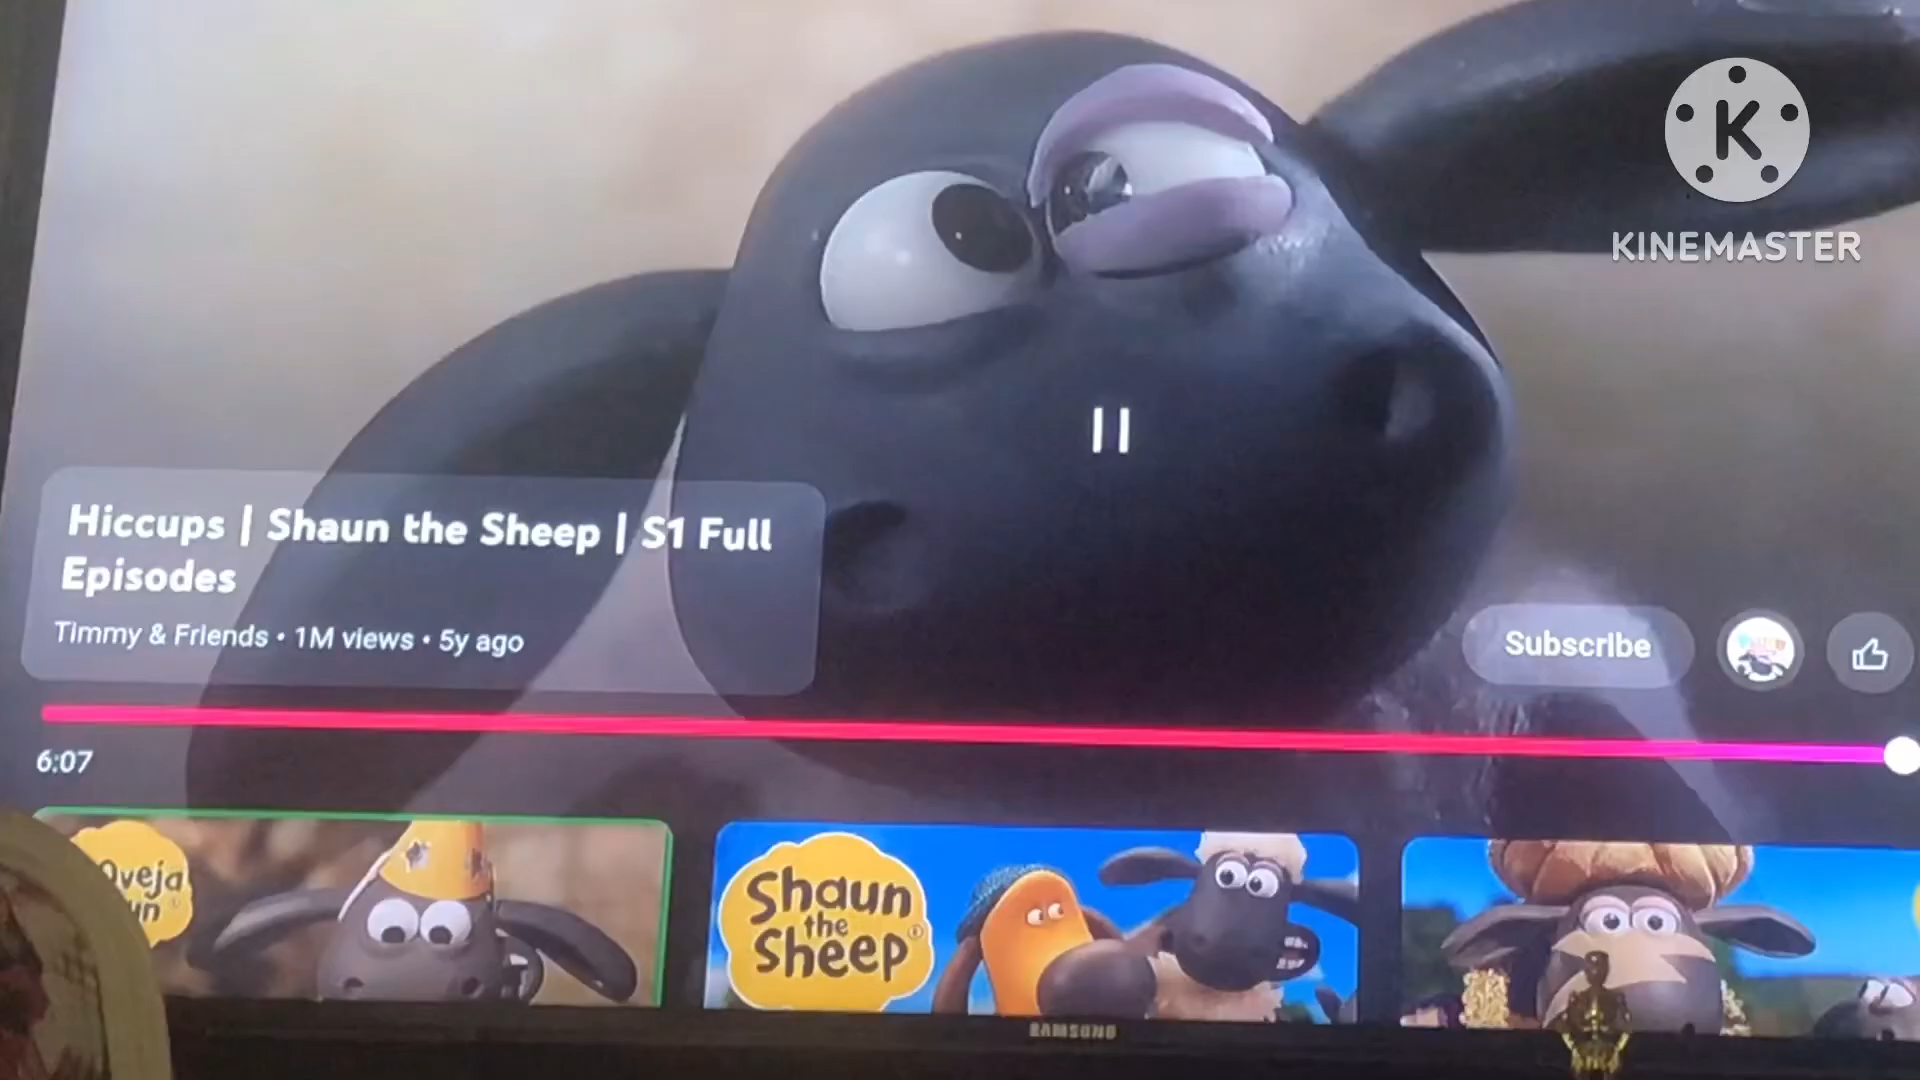 K
KINEMASTER
Hiccups | Shaun the Sheep | S1 Full
Episodes
Timmy & Friends • 1M views • 5y ago
Subscribe
6:07
Oveja
Shaun
the
Sheep®
SAMSUNG